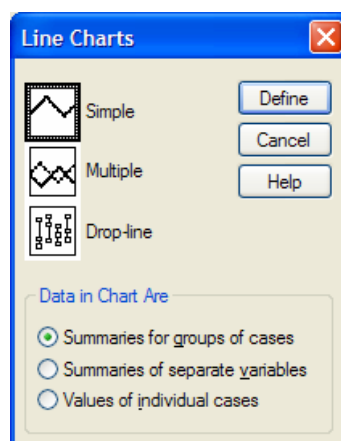 Line Charts
Simple
Multiple
Drop-line
Define
Cancel
Help
Data in Chart Are
Summaries for groups of cases
Summaries of separate variables
Values of individual cases